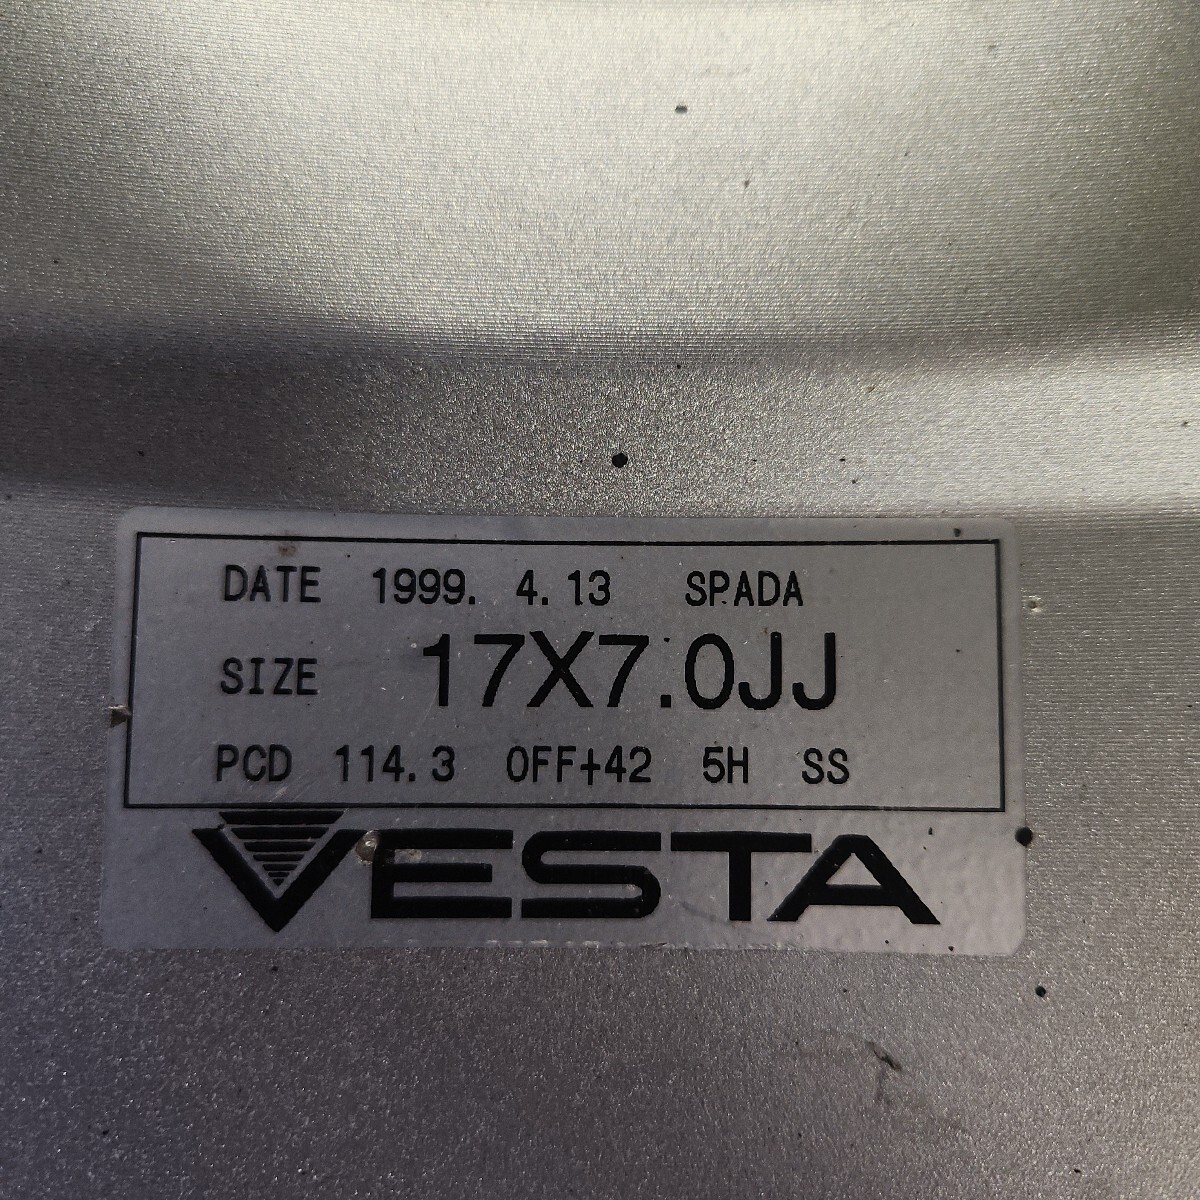 DATE 1999. 4.13 SPADA
SIZE 17X7.0JJ
PCD 114.3 OFF+42 5H SS
VESTA